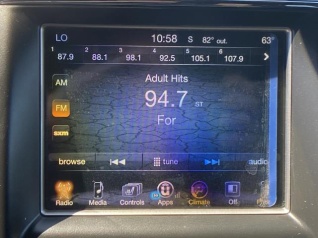 LO 10:58 S 82° out. 63°
1 87.9 2 88.1 3 98.1 4 92.5 5 105.1 6 107.9
AM
Adult Hits
FM
94.7 ST
For
sxm
browse tune audio
Radio Media Controls Apps Climate Off